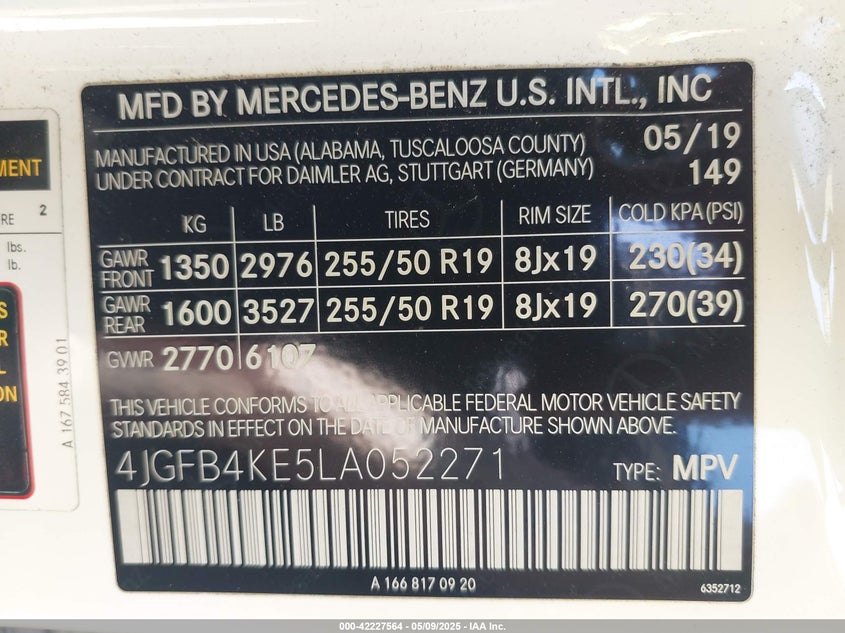 MFD BY MERCEDES-BENZ U.S. INTL., INC
MANUFACTURED IN USA (ALABAMA, TUSCALOOSA COUNTY) 05/19
UNDER CONTRACT FOR DAIMLER AG, STUTTGART (GERMANY) 149
KG LB TIRES RIM SIZE COLD KPA (PSI)
GAWR FRONT 1350 2976 255/50 R19 8Jx19 230(34)
GAWR REAR 1600 3527 255/50 R19 8Jx19 270(39)
GVWR 2770 6107
THIS VEHICLE CONFORMS TO ALL APPLICABLE FEDERAL MOTOR VEHICLE SAFETY
STANDARDS IN EFFECT ON THE DATE OF MANUFACTURE SHOWN ABOVE.
4JGFB4KE5LA052271 TYPE: MPV
A 166 817 09 20 6352712
MENT
RE 2
lbs.
lb.
S
R
L
ON
A 167 584 39 01
000-42227564 - 05/09/2025 - IAA Inc.